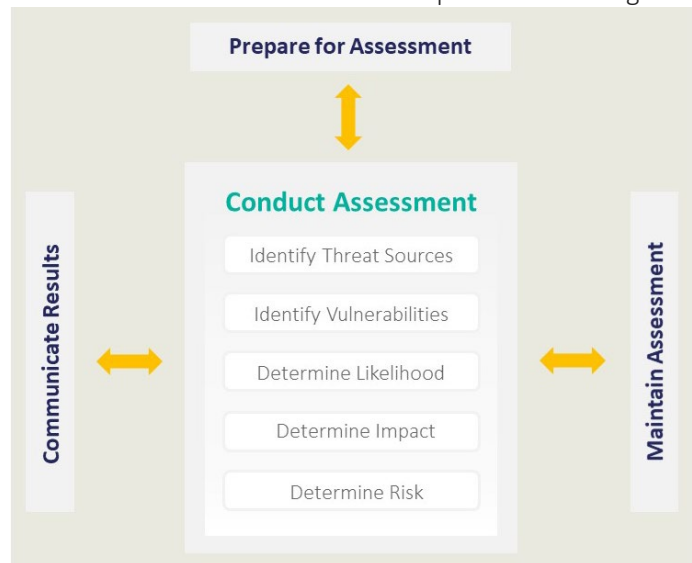 Prepare for Assessment
Conduct Assessment
Identify Threat Sources
Identify Vulnerabilities
Determine Likelihood
Determine Impact
Determine Risk
Communicate Results
Maintain Assessment